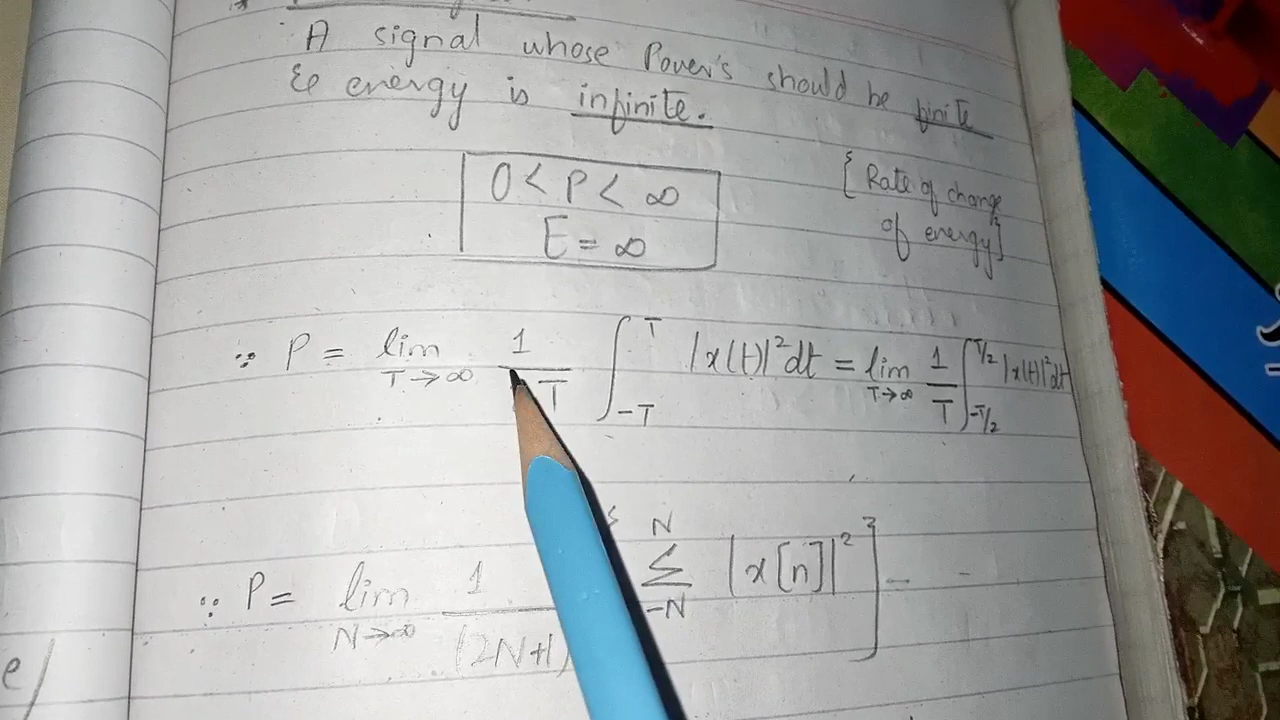 A signal whose Power's should be finite
& energy is infinite.
0 < P < ∞
E = ∞
{ Rate of change
of energy }
∵ P = lim T→∞ 1/ T ∫ -T T |x(t)|² dt = lim T→∞ 1/T ∫ -T/2 T/2 |x(t)|² dt
∵ P = lim N→∞ 1/(2N+1) { Σ -N N |x[n]|² }
e)